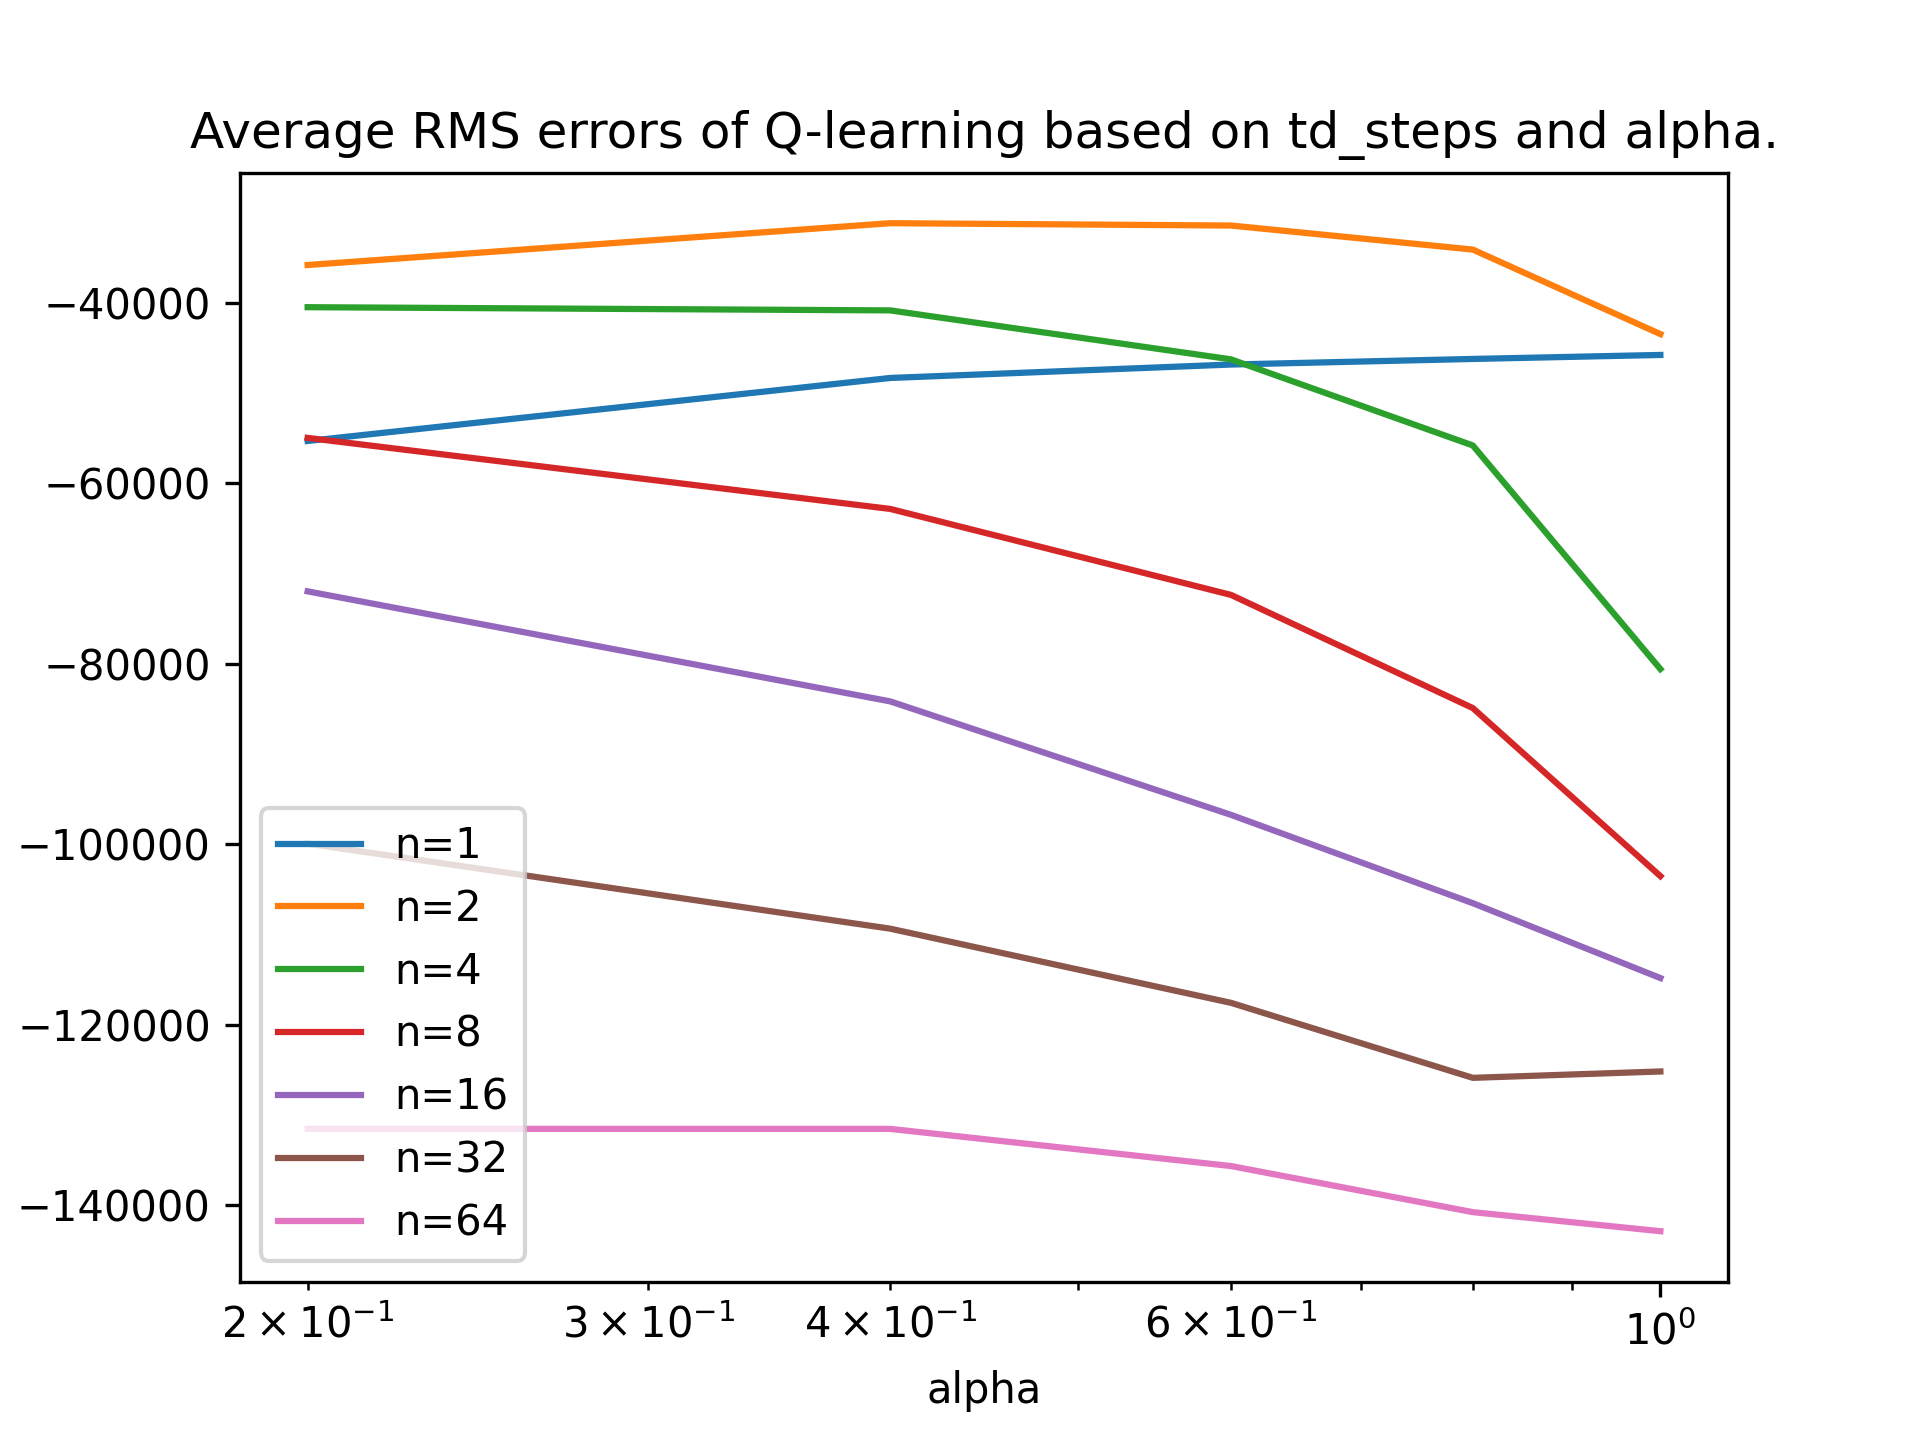 Average RMS errors of Q-learning based on td_steps and alpha.
−40000
−60000
−80000
−100000
−120000
−140000
n=1
n=2
n=4
n=8
n=16
n=32
n=64
2 × 10⁻¹
3 × 10⁻¹
4 × 10⁻¹
6 × 10⁻¹
10⁰
alpha